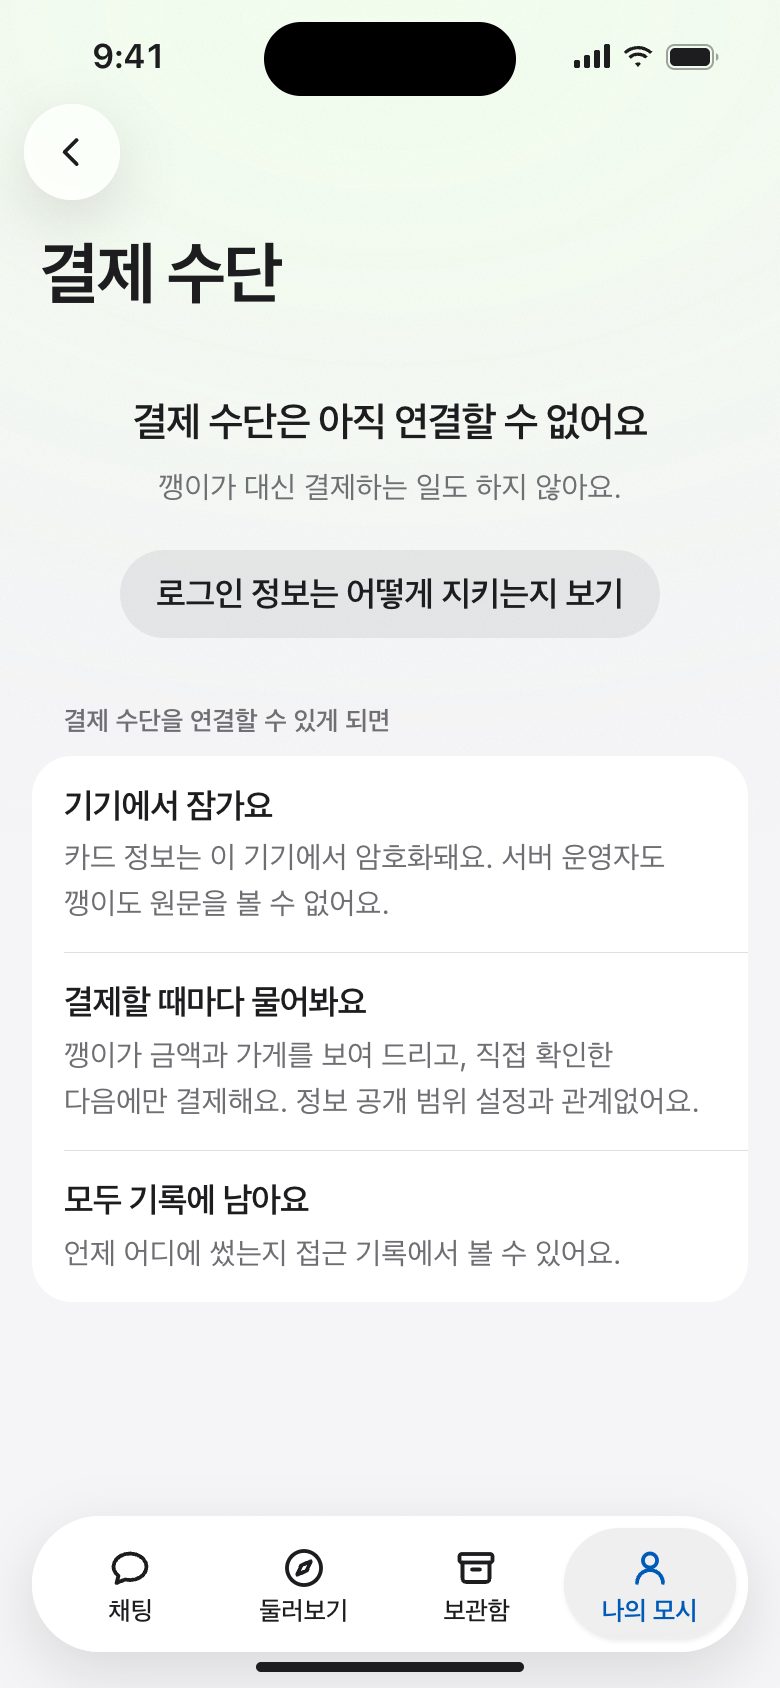 9:41
결제 수단
결제 수단은 아직 연결할 수 없어요
깽이가 대신 결제하는 일도 하지 않아요.
로그인 정보는 어떻게 지키는지 보기
결제 수단을 연결할 수 있게 되면
기기에서 잠가요
카드 정보는 이 기기에서 암호화돼요. 서버 운영자도
깽이도 원문을 볼 수 없어요.
결제할 때마다 물어봐요
깽이가 금액과 가게를 보여 드리고, 직접 확인한
다음에만 결제해요. 정보 공개 범위 설정과 관계없어요.
모두 기록에 남아요
언제 어디에 썼는지 접근 기록에서 볼 수 있어요.
채팅
둘러보기
보관함
나의 모시